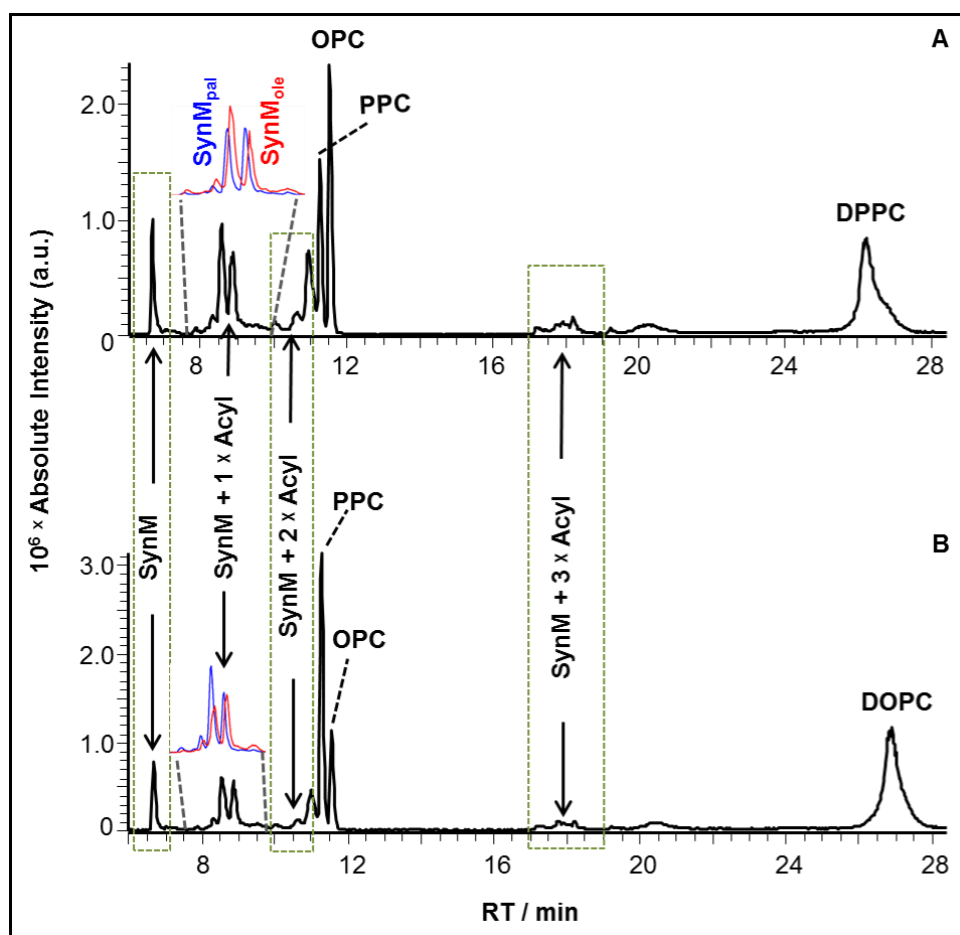 A
OPC
PPC
SynMpal
SynMole
DPPC
2.0
1.0
0
8
12
16
20
24
28
10⁶ × Absolute Intensity (a.u.)
SynM
SynM + 1 x Acyl
SynM + 2 x Acyl
SynM + 3 x Acyl
B
PPC
OPC
DOPC
3.0
2.0
1.0
0
8
12
16
20
24
28
RT / min